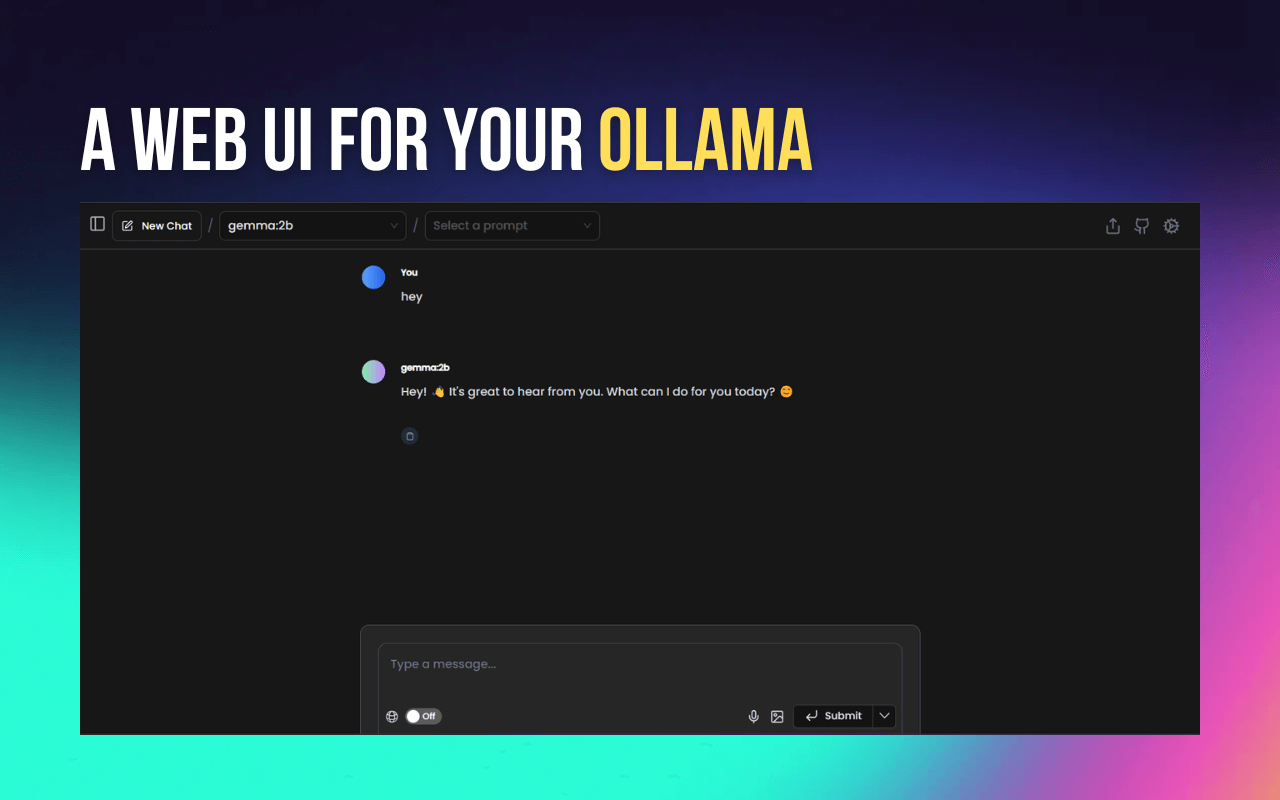 A WEB UI FOR YOUR OLLAMA
New Chat / gemma:2b / Select a prompt
You
hey
gemma:2b
Hey! 👋 It's great to hear from you. What can I do for you today? 😊
Type a message...
Off Submit